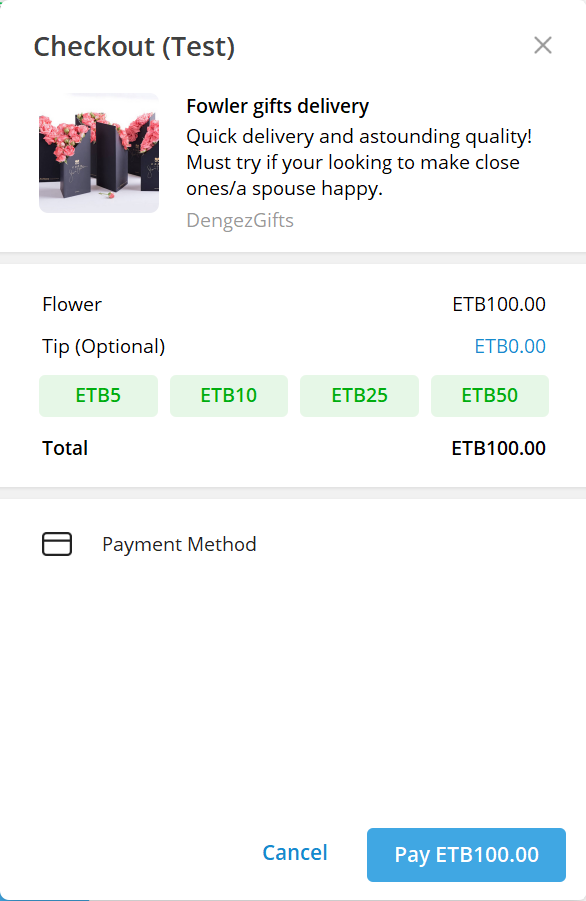 Checkout (Test)
Fowler gifts delivery
Quick delivery and astounding quality!
Must try if your looking to make close
ones/a spouse happy.
DengezGifts
Flower ETB100.00
Tip (Optional) ETB0.00
ETB5 ETB10 ETB25 ETB50
Total ETB100.00
Payment Method
Cancel Pay ETB100.00